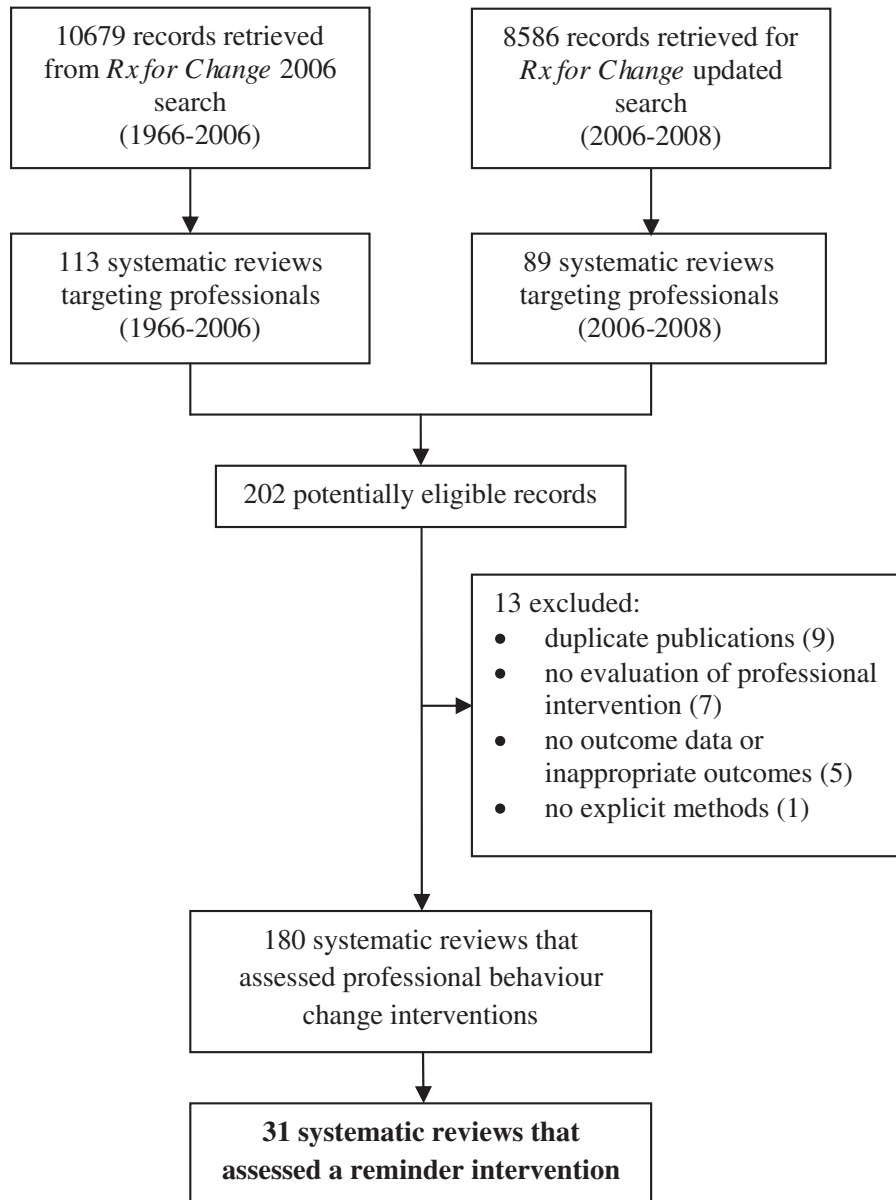 10679 records retrieved
from Rx for Change 2006
search
(1966-2006)
8586 records retrieved for
Rx for Change updated
search
(2006-2008)
113 systematic reviews
targeting professionals
(1966-2006)
89 systematic reviews
targeting professionals
(2006-2008)
202 potentially eligible records
13 excluded:
• duplicate publications (9)
• no evaluation of professional
intervention (7)
• no outcome data or
inappropriate outcomes (5)
• no explicit methods (1)
180 systematic reviews that
assessed professional behaviour
change interventions
31 systematic reviews that
assessed a reminder intervention